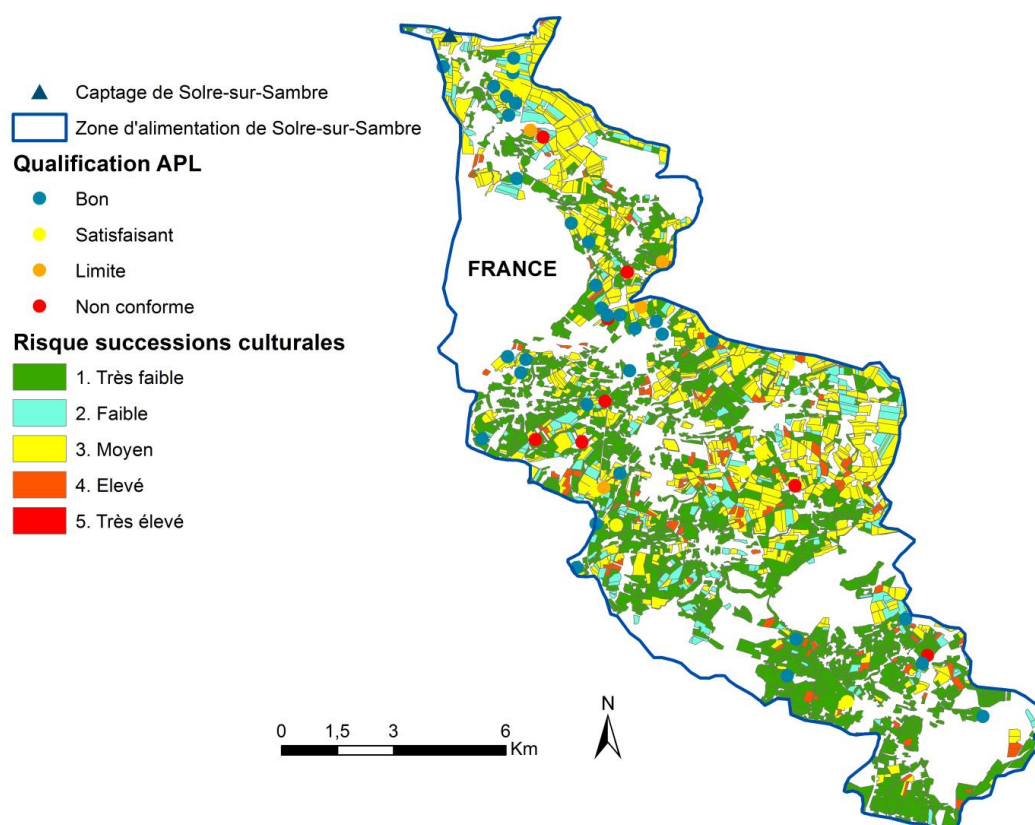 Captage de Solre-sur-Sambre
Zone d'alimentation de Solre-sur-Sambre
Qualification APL
Bon
Satisfaisant
Limite
Non conforme
Risque successions culturales
1. Très faible
2. Faible
3. Moyen
4. Elevé
5. Très élevé
FRANCE
N
0 1,5 3 6
Km